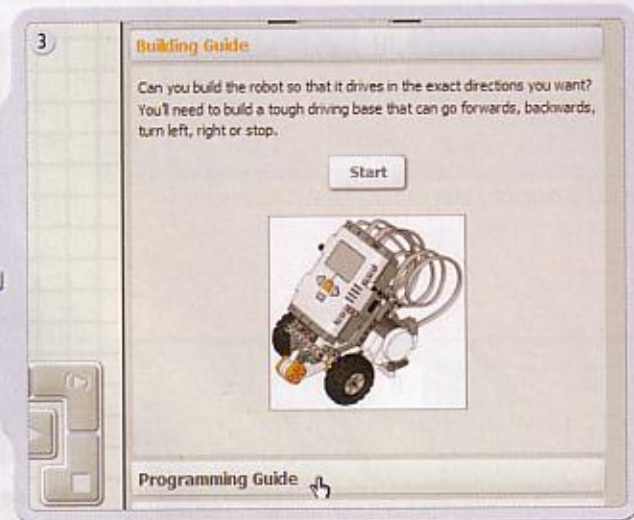 3
Building Guide
Can you build the robot so that it drives in the exact directions you want?
You'll need to build a tough driving base that can go forwards, backwards,
turn left, right or stop.
Start
Programming Guide